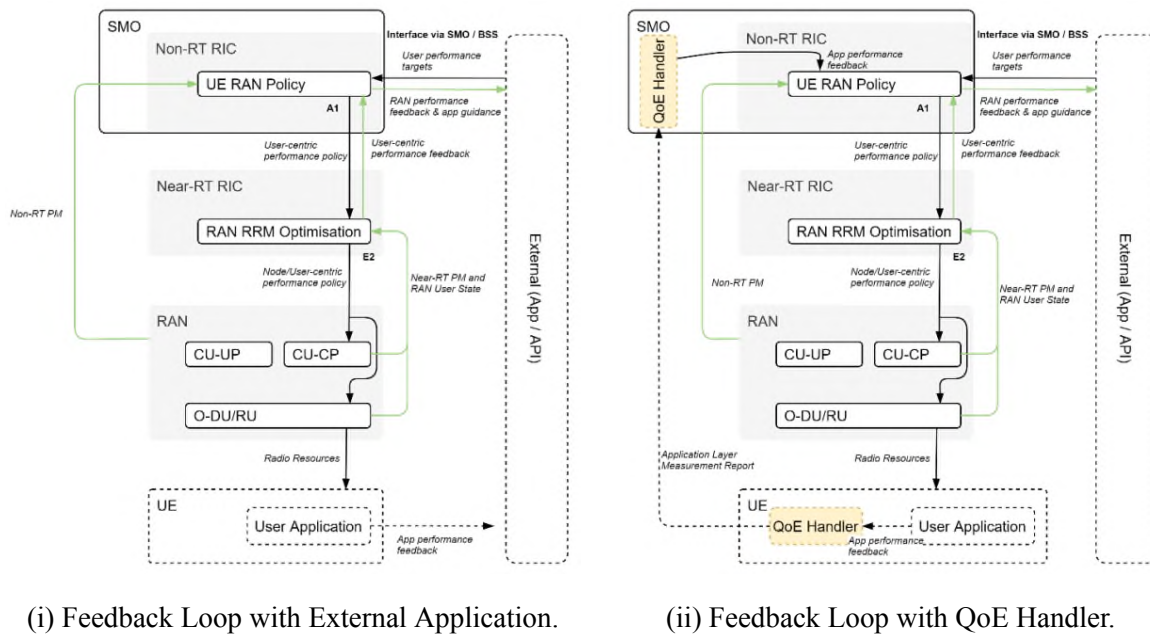 SMO
Non-RT RIC
Interface via SMO / BSS
User performance
targets
UE RAN Policy
A1
RAN performance
feedback & app guidance
User-centric
performance policy
User-centric
performance feedback
Near-RT RIC
Non-RT PM
RAN RRM Optimisation
E2
Node/User-centric
performance policy
Near-RT PM and
RAN User State
RAN
CU-UP
CU-CP
O-DU/RU
Radio Resources
UE
User Application
App performance
feedback
External (App / API)
(i) Feedback Loop with External Application.
SMO
QoE Handler
Non-RT RIC
App performance
feedback
Interface via SMO / BSS
User performance
targets
UE RAN Policy
A1
RAN performance
feedback & app guidance
User-centric
performance policy
User-centric
performance feedback
Near-RT RIC
RAN RRM Optimisation
E2
Non-RT PM
Node/User-centric
performance policy
Near-RT PM and
RAN User State
RAN
CU-UP
CU-CP
O-DU/RU
Application Layer
Measurement Report
Radio Resources
UE
QoE Handler
User Application
App performance
feedback
External (App / API)
(ii) Feedback Loop with QoE Handler.